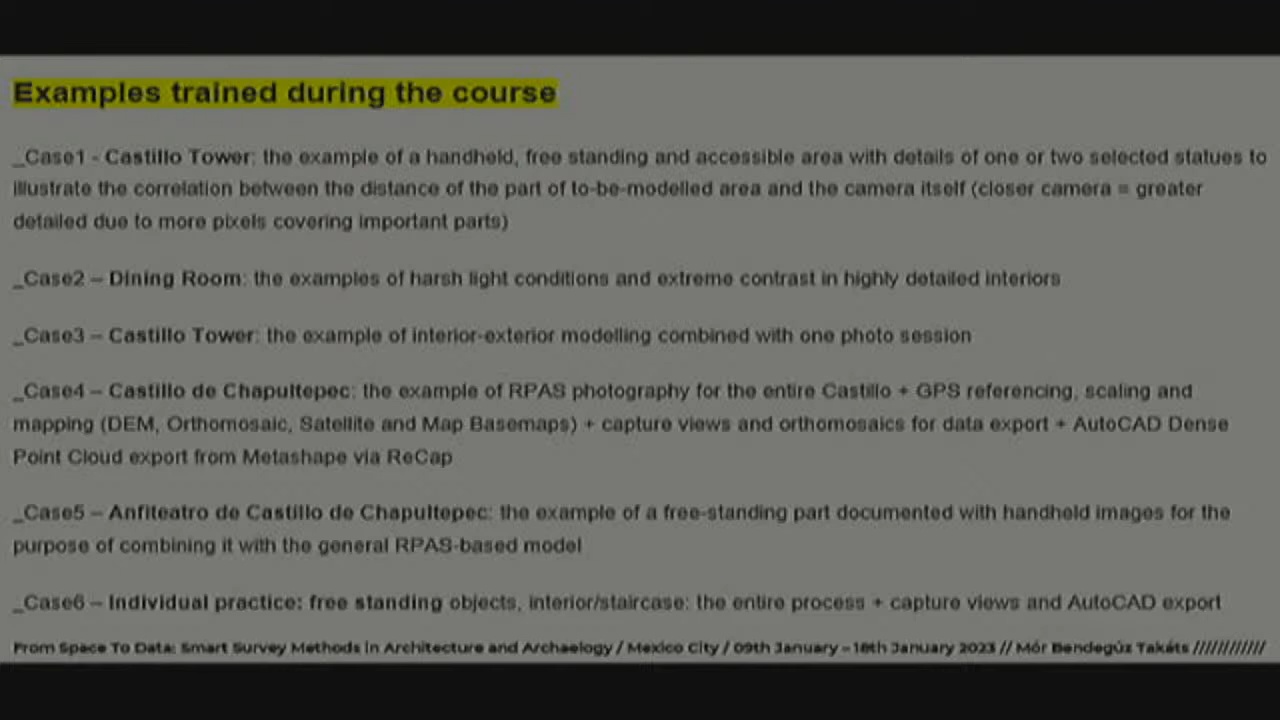 Examples trained during the course
_Case1 - Castillo Tower: the example of a handheld, free standing and accessible area with details of one or two selected statues to
illustrate the correlation between the distance of the part of to-be-modelled area and the camera itself (closer camera = greater
detailed due to more pixels covering important parts)
_Case2 – Dining Room: the examples of harsh light conditions and extreme contrast in highly detailed interiors
_Case3 – Castillo Tower: the example of interior-exterior modelling combined with one photo session
_Case4 – Castillo de Chapultepec: the example of RPAS photography for the entire Castillo + GPS referencing, scaling and
mapping (DEM, Orthomosaic, Satellite and Map Basemaps) + capture views and orthomosaics for data export + AutoCAD Dense
Point Cloud export from Metashape via ReCap
_Case5 – Anfiteatro de Castillo de Chapultepec: the example of a free-standing part documented with handheld images for the
purpose of combining it with the general RPAS-based model
_Case6 – Individual practice: free standing objects, interior/staircase: the entire process + capture views and AutoCAD export
From Space To Data: Smart Survey Methods in Architecture and Archaelogy / Mexico City / 09th January – 18th January 2023 // Mór Bendegúz Takáts ////////////